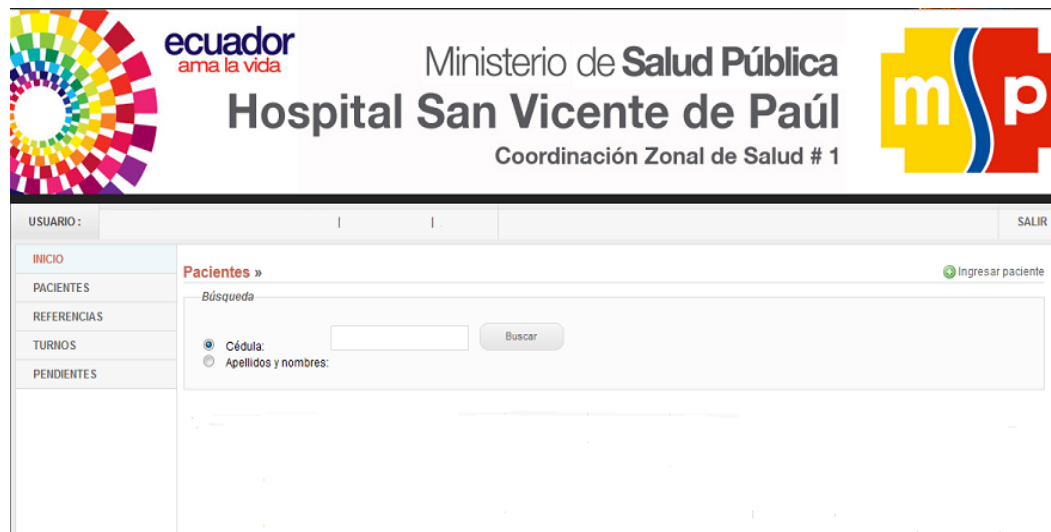 ecuador
ama la vida
Ministerio de Salud Pública
Hospital San Vicente de Paúl
Coordinación Zonal de Salud # 1
msp
USUARIO : | |
SALIR
INICIO
PACIENTES
REFERENCIAS
TURNOS
PENDIENTES
Pacientes »
Ingresar paciente
Búsqueda
Cédula:
Buscar
Apellidos y nombres: